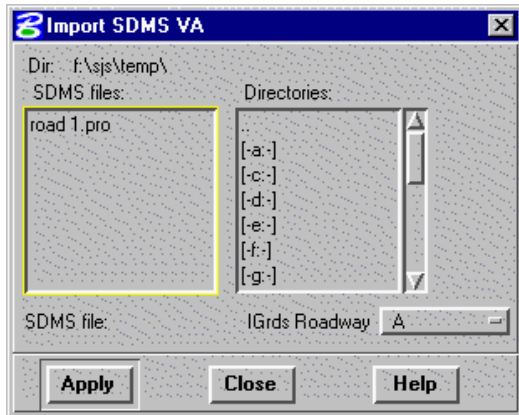 Import SDMS VA
Dir: f:\sjs\temp\
SDMS files:
road 1.pro
Directories:
..
[-a:-]
[-c:-]
[-d:-]
[-e:-]
[-f:-]
[-g:-]
SDMS file:
IGrds Roadway A
Apply Close Help